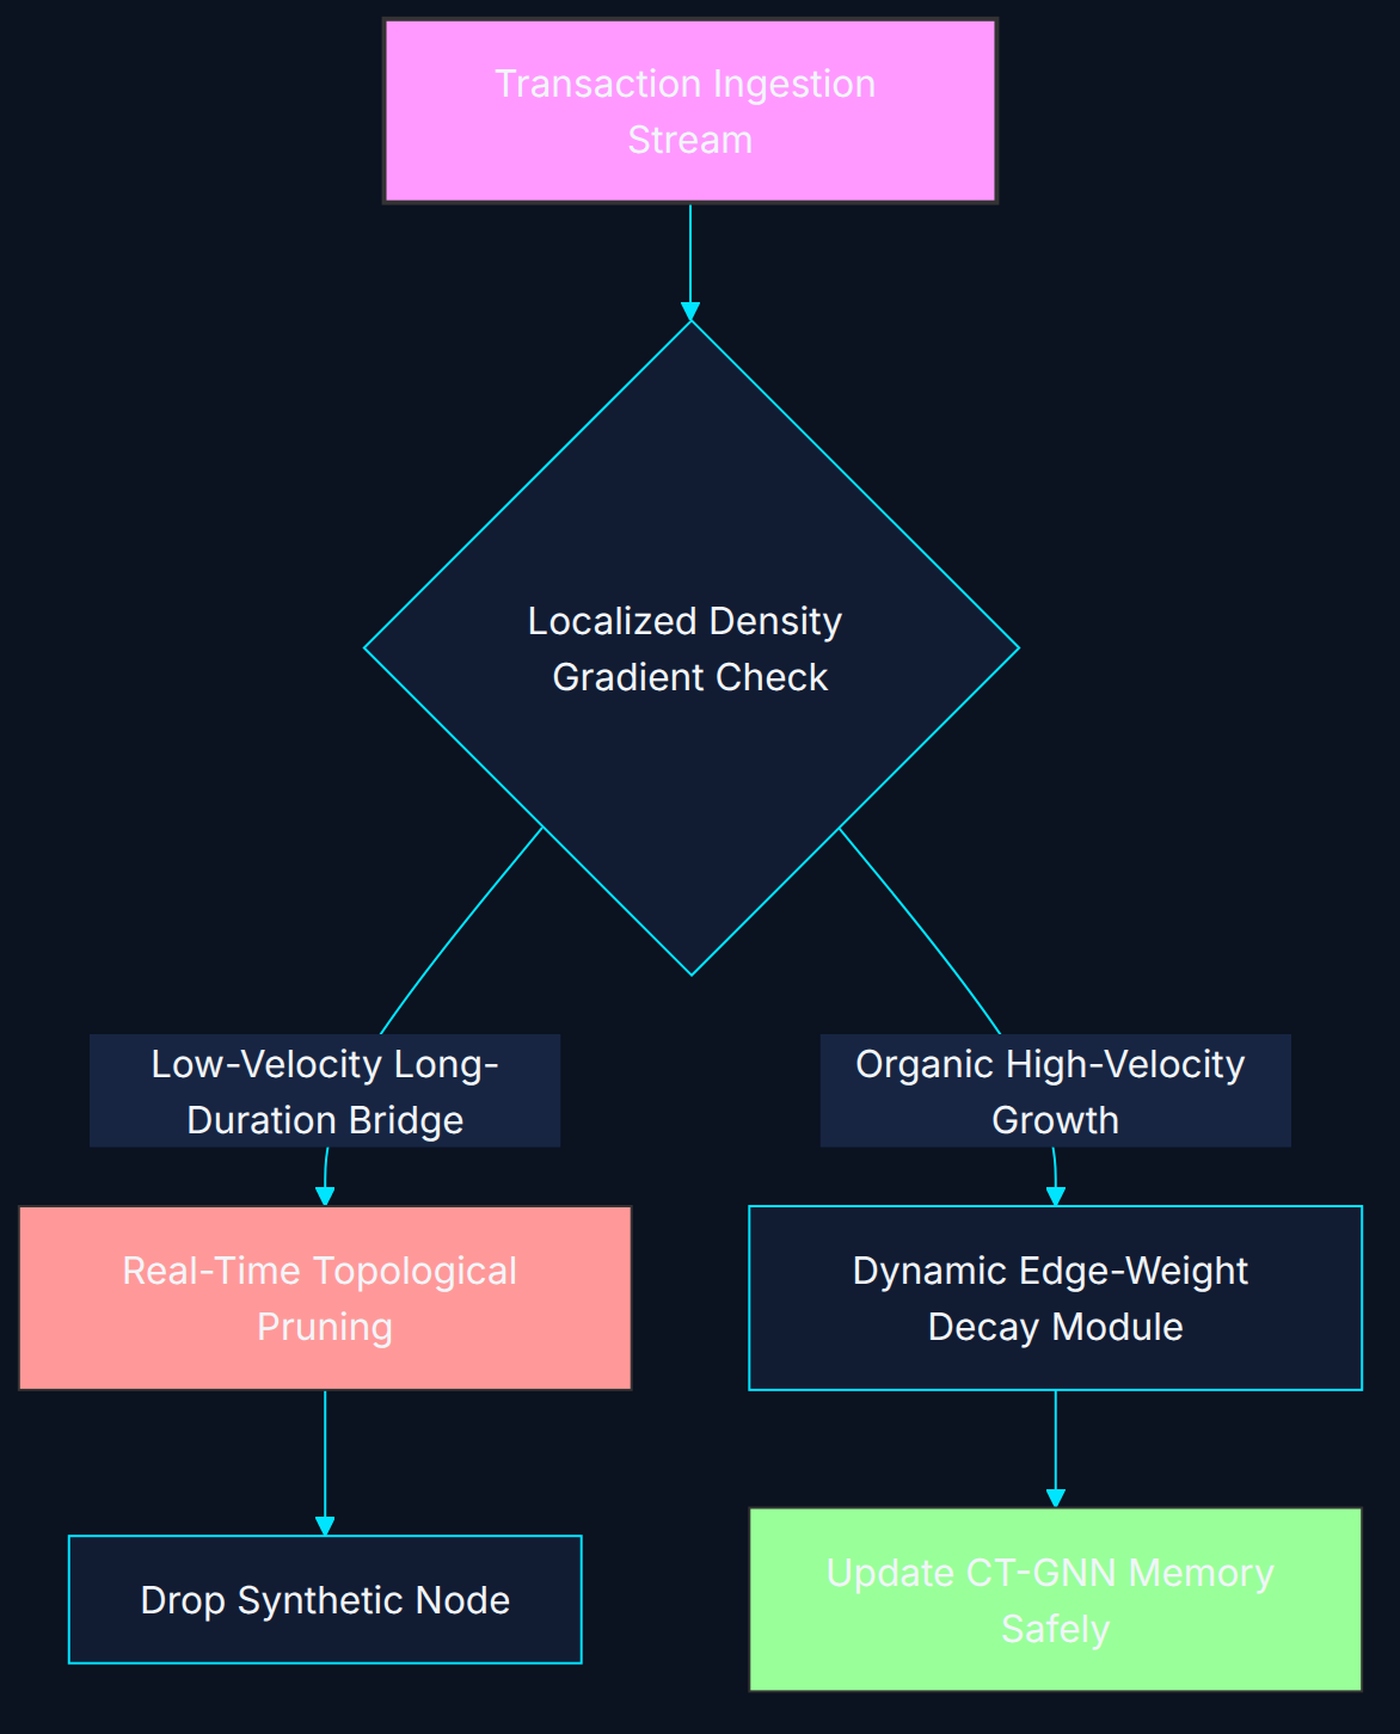 Transaction Ingestion
Stream
Localized Density
Gradient Check
Low-Velocity Long-
Duration Bridge
Organic High-Velocity
Growth
Real-Time Topological
Pruning
Dynamic Edge-Weight
Decay Module
Drop Synthetic Node
Update CT-GNN Memory
Safely